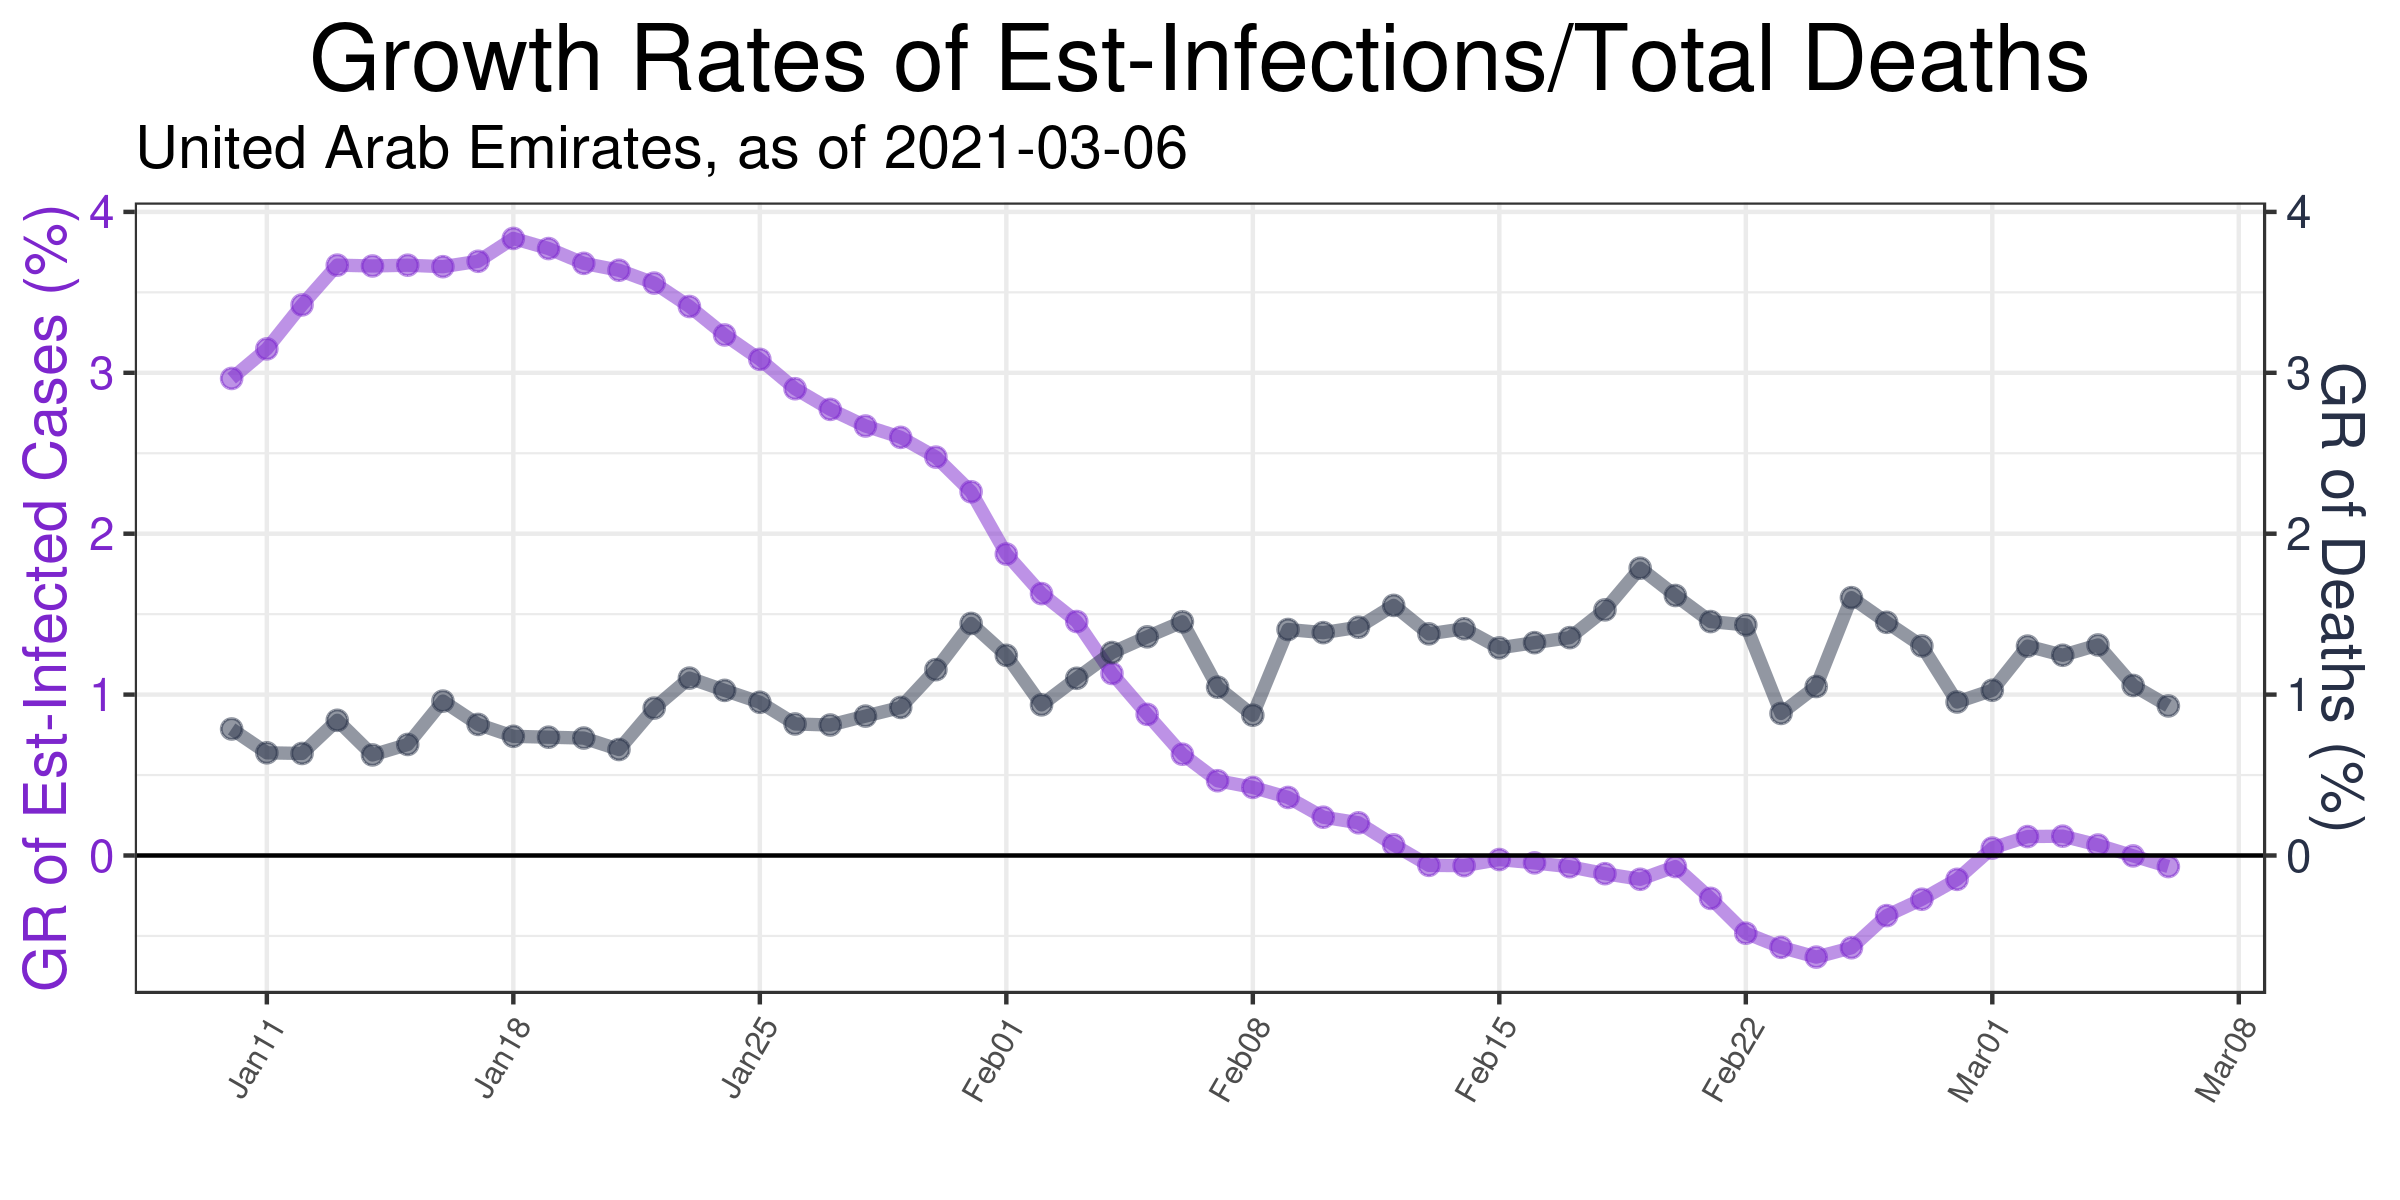 Growth Rates of Est-Infections/Total Deaths
United Arab Emirates, as of 2021-03-06
GR of Est-Infected Cases (%)
4
3
2
1
0
4
3
2
1
0
GR of Deaths (%)
Jan11
Jan18
Jan25
Feb01
Feb08
Feb15
Feb22
Mar01
Mar08